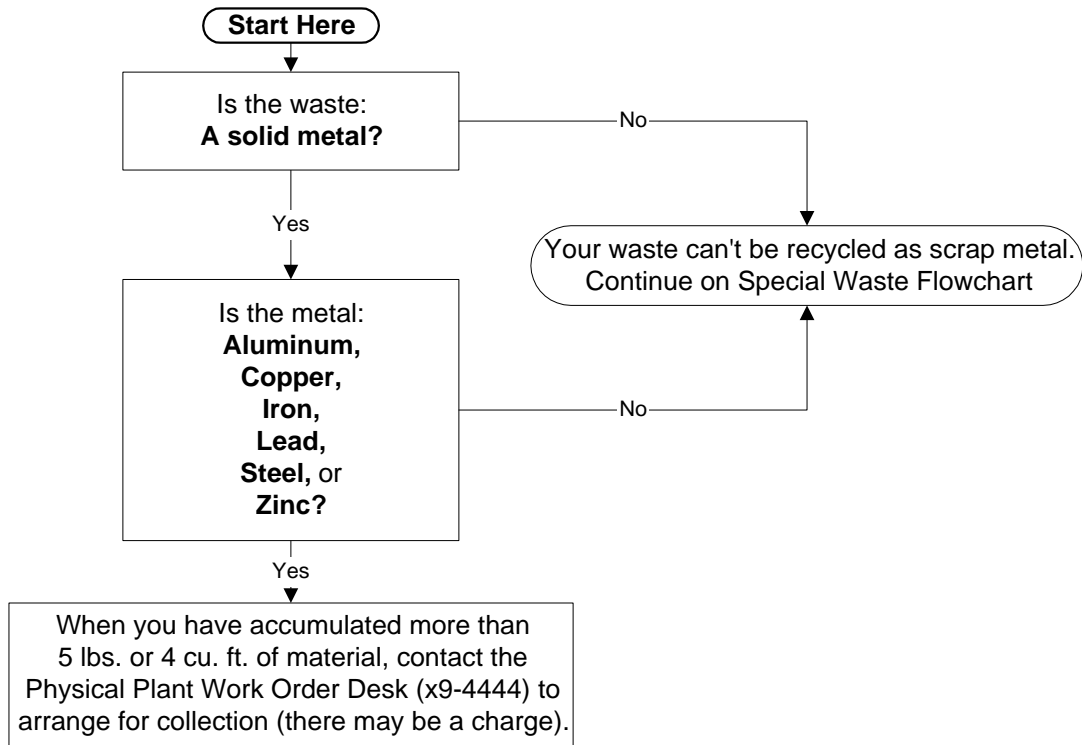 Start Here
Is the waste:
A solid metal?
No
Yes
Your waste can't be recycled as scrap metal.
Continue on Special Waste Flowchart
Is the metal:
Aluminum,
Copper,
Iron,
Lead,
Steel, or
Zinc?
No
Yes
When you have accumulated more than
5 lbs. or 4 cu. ft. of material, contact the
Physical Plant Work Order Desk (x9-4444) to
arrange for collection (there may be a charge).